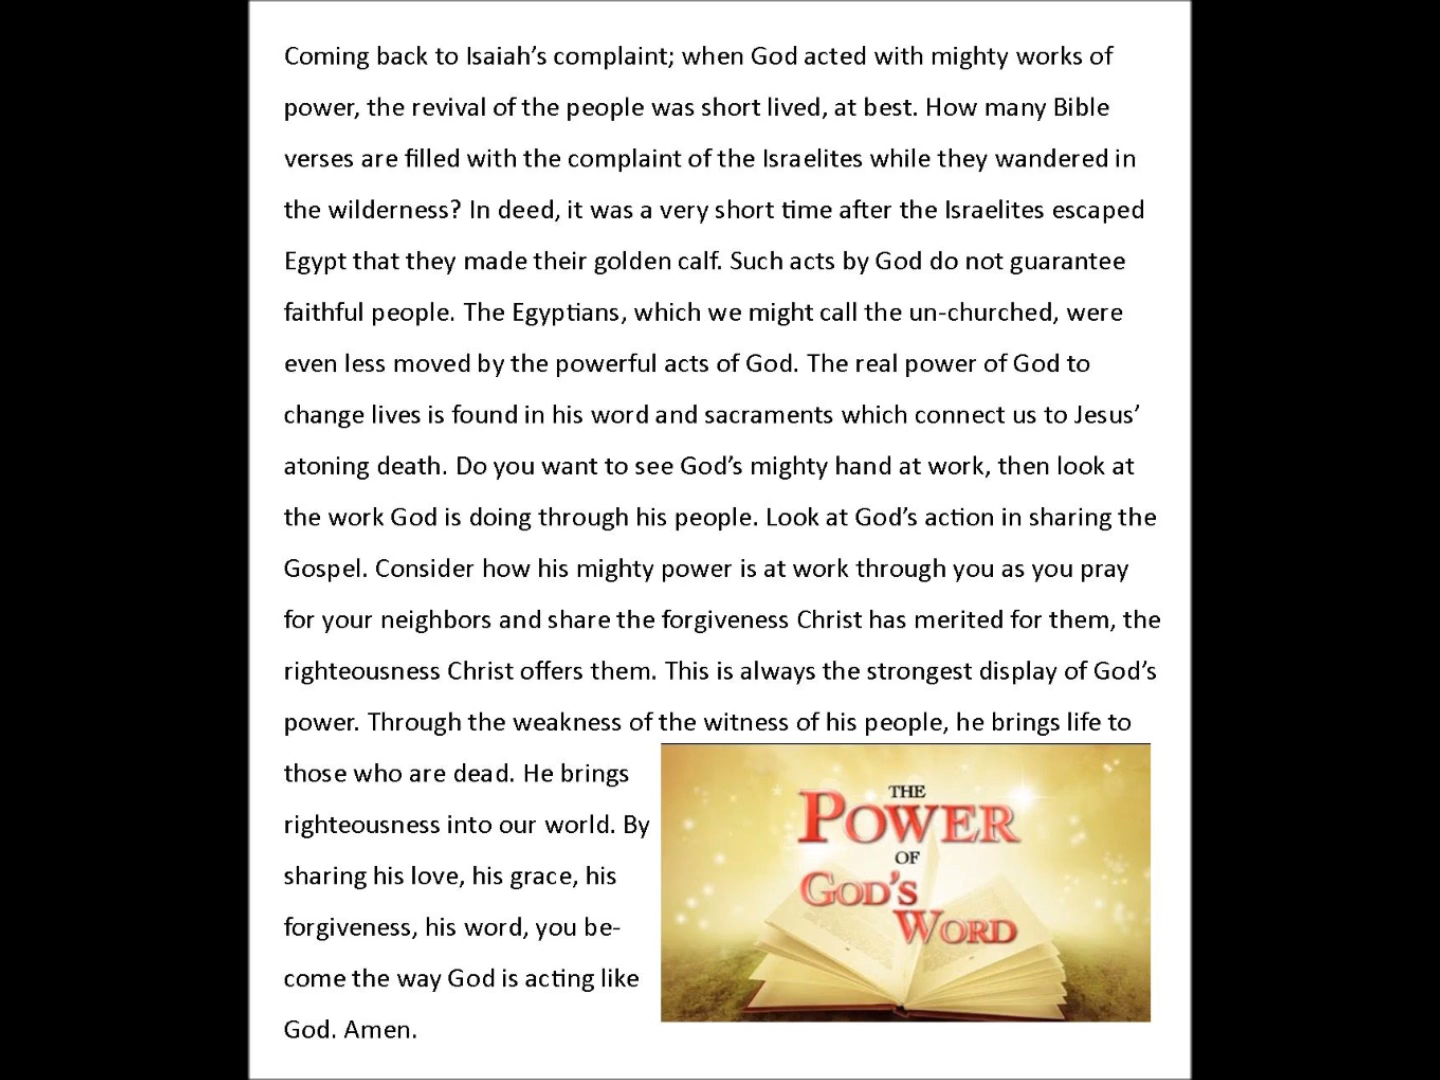 Coming back to Isaiah’s complaint; when God acted with mighty works of
power, the revival of the people was short lived, at best. How many Bible
verses are filled with the complaint of the Israelites while they wandered in
the wilderness? In deed, it was a very short time after the Israelites escaped
Egypt that they made their golden calf. Such acts by God do not guarantee
faithful people. The Egyptians, which we might call the un-churched, were
even less moved by the powerful acts of God. The real power of God to
change lives is found in his word and sacraments which connect us to Jesus’
atoning death. Do you want to see God’s mighty hand at work, then look at
the work God is doing through his people. Look at God’s action in sharing the
Gospel. Consider how his mighty power is at work through you as you pray
for your neighbors and share the forgiveness Christ has merited for them, the
righteousness Christ offers them. This is always the strongest display of God’s
power. Through the weakness of the witness of his people, he brings life to
those who are dead. He brings
righteousness into our world. By
sharing his love, his grace, his
forgiveness, his word, you be-
come the way God is acting like
God. Amen.
THE
POWER
OF
GOD'S
WORD